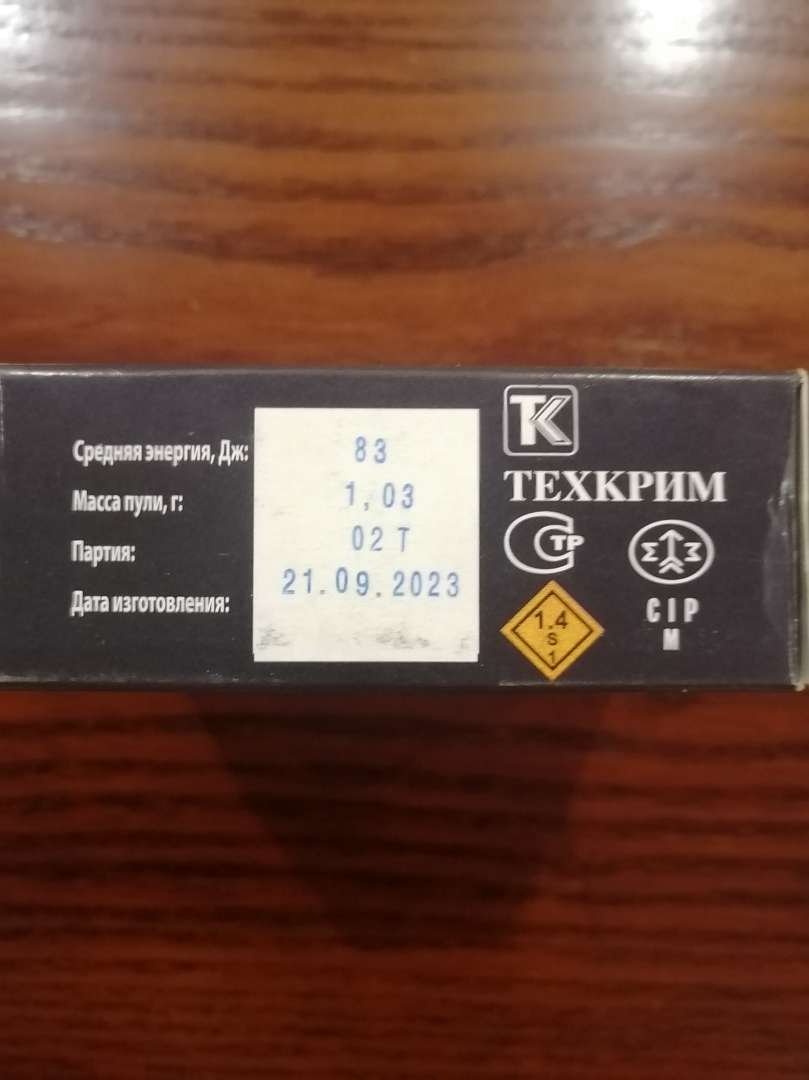 Средняя энергия, Дж: 83
Масса пули, г: 1,03
Партия: 02 Т
Дата изготовления: 21.09.2023
ТК
ТЕХКРИМ
СТР
CIP
М
1.4
S
1